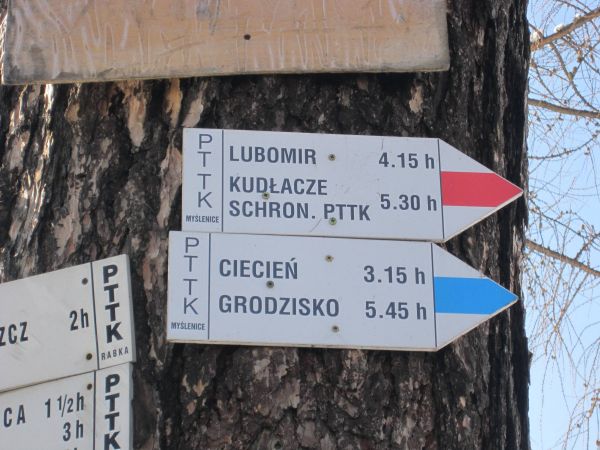 PTTK
MYŚLENICE
LUBOMIR 4.15 h
KUDŁACZE
SCHRON. PTTK 5.30 h
PTTK
MYŚLENICE
CIECIEŃ 3.15 h
GRODZISKO 5.45 h
2h
PTTK
RABKA
1 1/2 h
3h
PTTK